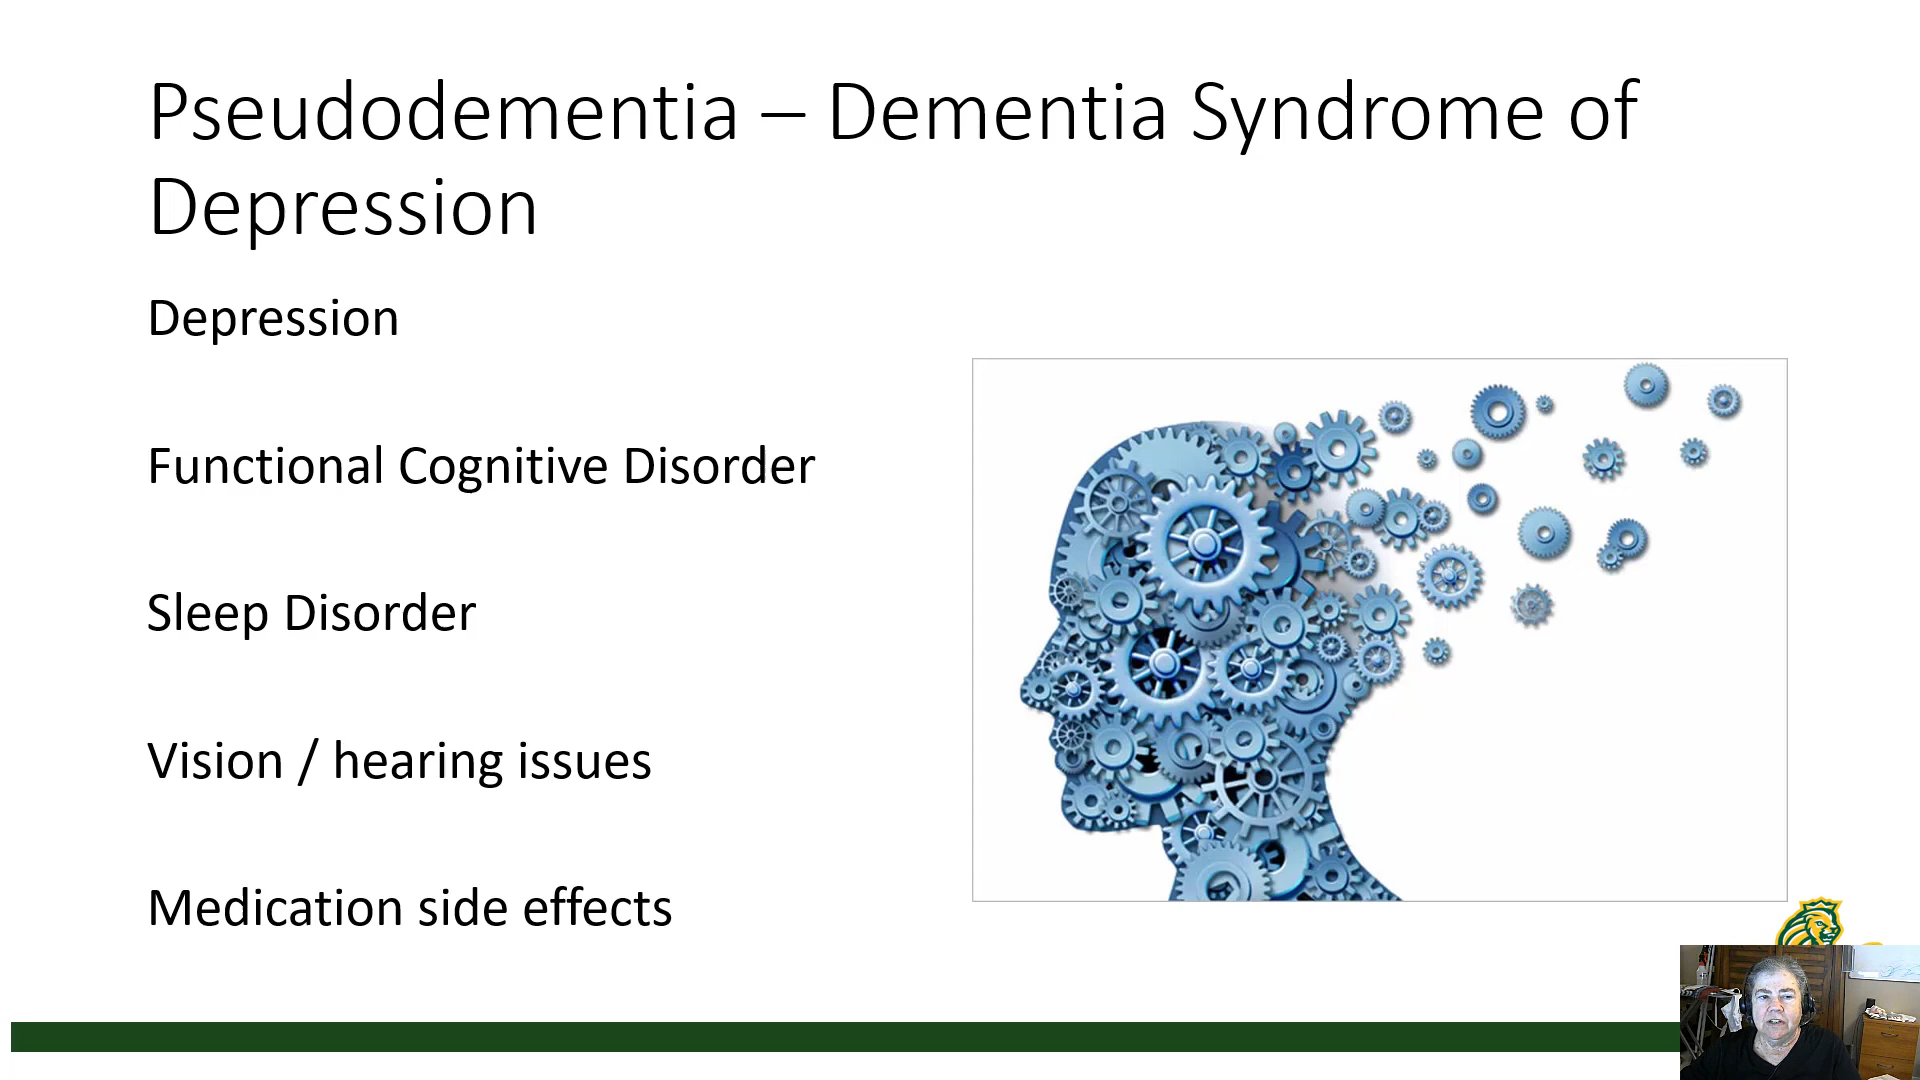 Pseudodementia – Dementia Syndrome of
Depression
Depression
Functional Cognitive Disorder
Sleep Disorder
Vision / hearing issues
Medication side effects